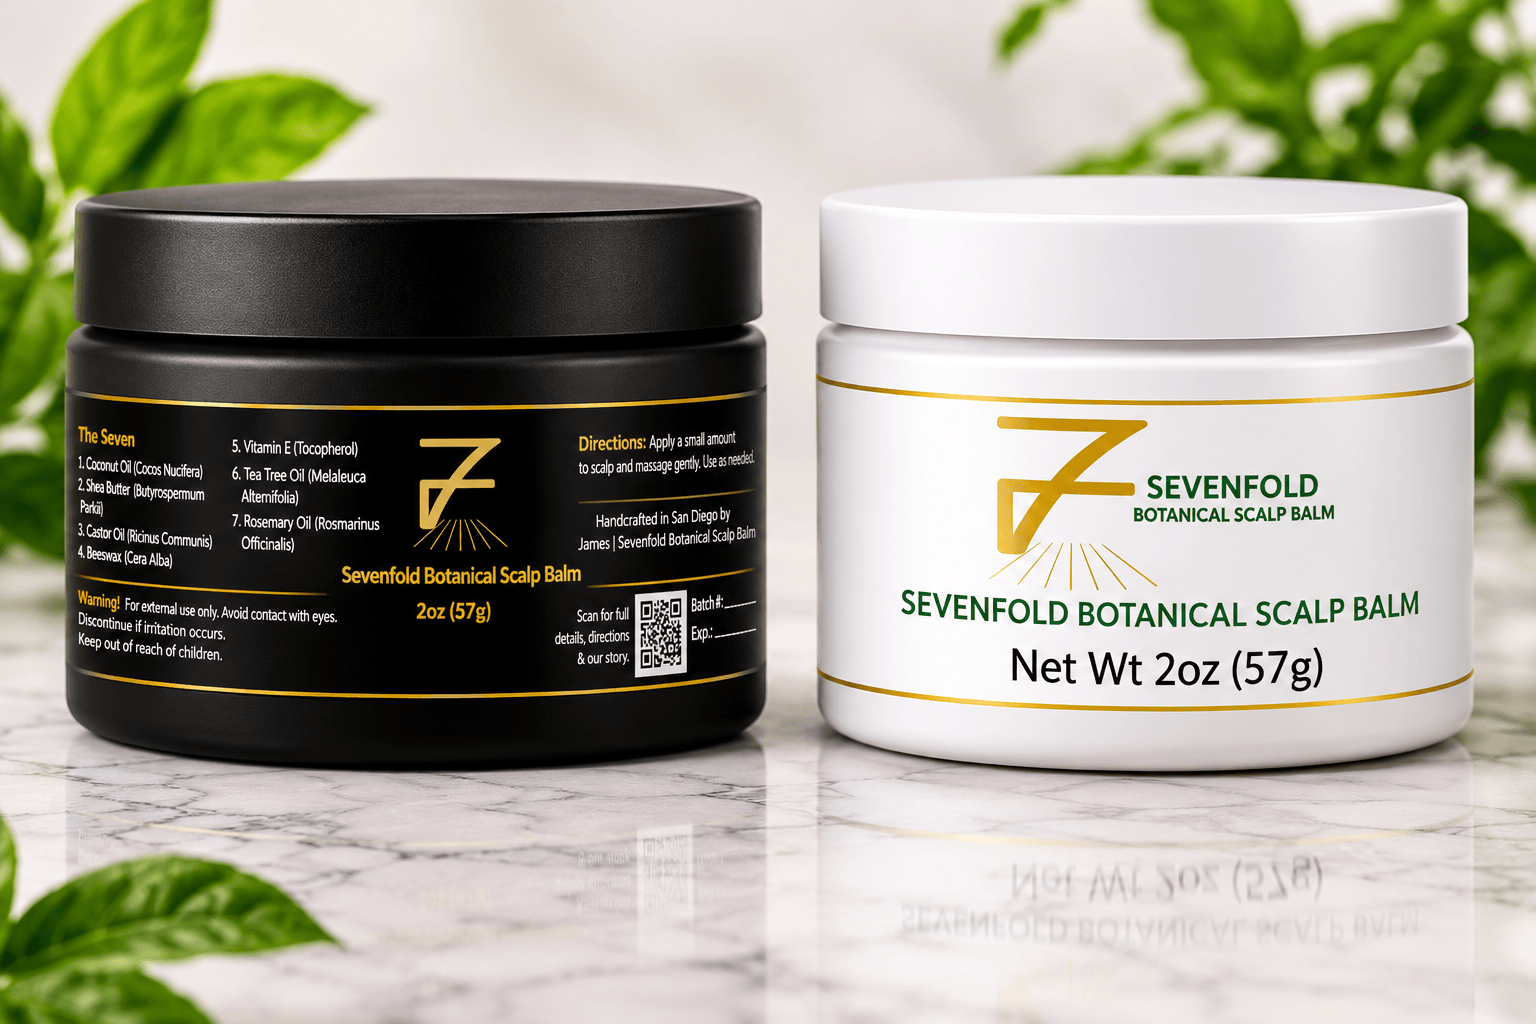 The Seven
1. Coconut Oil (Cocos Nucifera)
2. Shea Butter (Butyrospermum
Parkii)
3. Castor Oil (Ricinus Communis)
4. Beeswax (Cera Alba)
5. Vitamin E (Tocopherol)
6. Tea Tree Oil (Melaleuca
Alternifolia)
7. Rosemary Oil (Rosmarinus
Officinalis)
Warning! For external use only. Avoid contact with eyes.
Discontinue if irritation occurs.
Keep out of reach of children.
7
Sevenfold Botanical Scalp Balm
2oz (57g)
Directions: Apply a small amount
to scalp and massage gently. Use as needed.
Handcrafted in San Diego by
James | Sevenfold Botanical Scalp Balm
Scan for full
details, directions
& our story.
Batch #: ______
Exp.: ______
7
SEVENFOLD
BOTANICAL SCALP BALM
SEVENFOLD BOTANICAL SCALP BALM
Net Wt 2oz (57g)